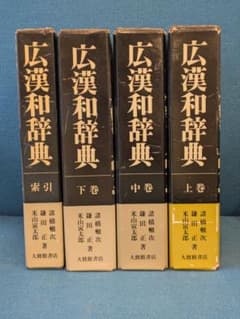 広漢和辞典
索引
諸橋轍次
鎌田正
米山寅太郎
著
大修館書店
広漢和辞典
下巻
諸橋轍次
鎌田正
米山寅太郎
著
大修館書店
広漢和辞典
中巻
諸橋轍次
鎌田正
米山寅太郎
著
大修館書店
広漢和辞典
上巻
諸橋轍次
鎌田正
米山寅太郎
著
大修館書店